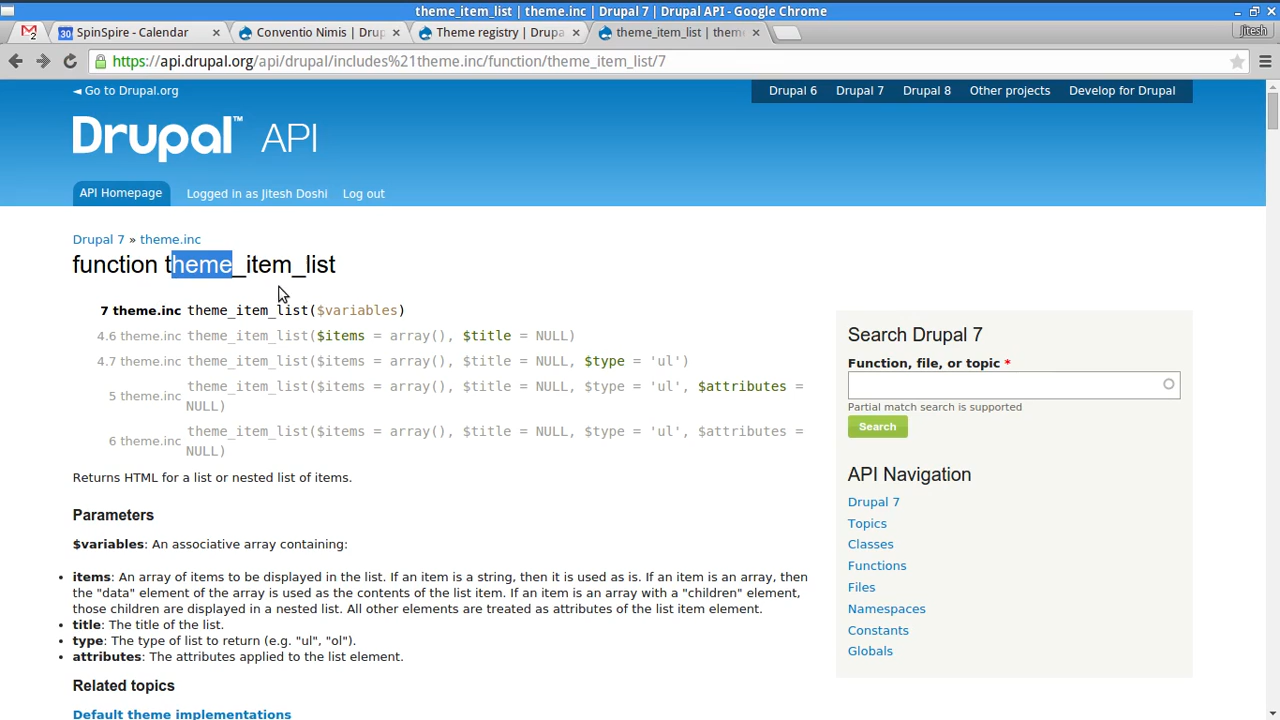 theme_item_list | theme.inc | Drupal 7 | Drupal API - Google Chrome
2
30 SpinSpire - Calendar
Conventio Nimis | Drup
Theme registry | Drupa
theme_item_list | them
Jitesh
https://api.drupal.org/api/drupal/includes%21theme.inc/function/theme_item_list/7
◄ Go to Drupal.org
Drupal 6 Drupal 7 Drupal 8 Other projects Develop for Drupal
Drupal™ API
API Homepage Logged in as Jitesh Doshi Log out
Drupal 7 » theme.inc
function theme_item_list
7 theme.inc theme_item_list($variables)
4.6 theme.inc theme_item_list($items = array(), $title = NULL)
4.7 theme.inc theme_item_list($items = array(), $title = NULL, $type = 'ul')
5 theme.inc theme_item_list($items = array(), $title = NULL, $type = 'ul', $attributes =
NULL)
6 theme.inc theme_item_list($items = array(), $title = NULL, $type = 'ul', $attributes =
NULL)
Returns HTML for a list or nested list of items.
Parameters
$variables: An associative array containing:
• items: An array of items to be displayed in the list. If an item is a string, then it is used as is. If an item is an array, then
the "data" element of the array is used as the contents of the list item. If an item is an array with a "children" element,
those children are displayed in a nested list. All other elements are treated as attributes of the list item element.
• title: The title of the list.
• type: The type of list to return (e.g. "ul", "ol").
• attributes: The attributes applied to the list element.
Related topics
Default theme implementations
Search Drupal 7
Function, file, or topic *
Partial match search is supported
Search
API Navigation
Drupal 7
Topics
Classes
Functions
Files
Namespaces
Constants
Globals